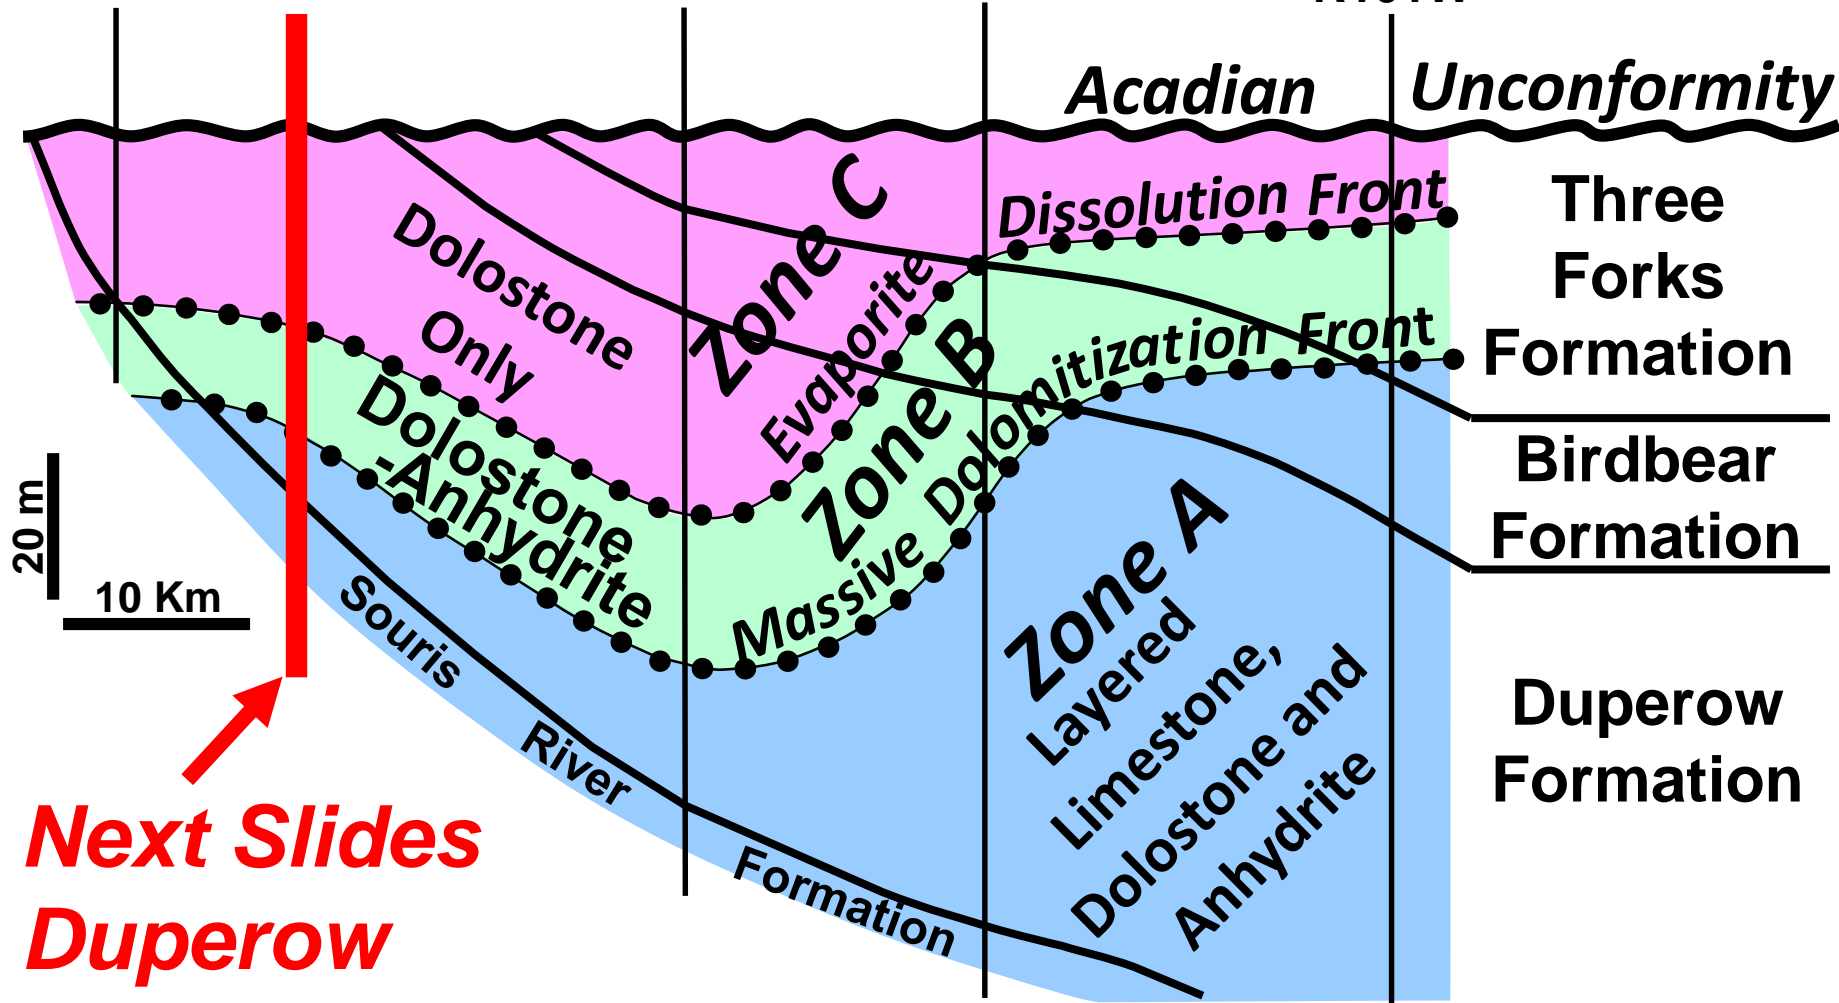 Acadian Unconformity
Dissolution Front
Three
Forks
Formation
Zone C
Dolostone
Only
Evaporite
Zone B
Massive Dolomitization Front
Dolostone
-Anhydrite
Birdbear
Formation
Zone A
Layered
Limestone,
Dolostone and
Anhydrite
20 m
10 Km
Souris River Formation
Duperow
Formation
Next Slides
Duperow